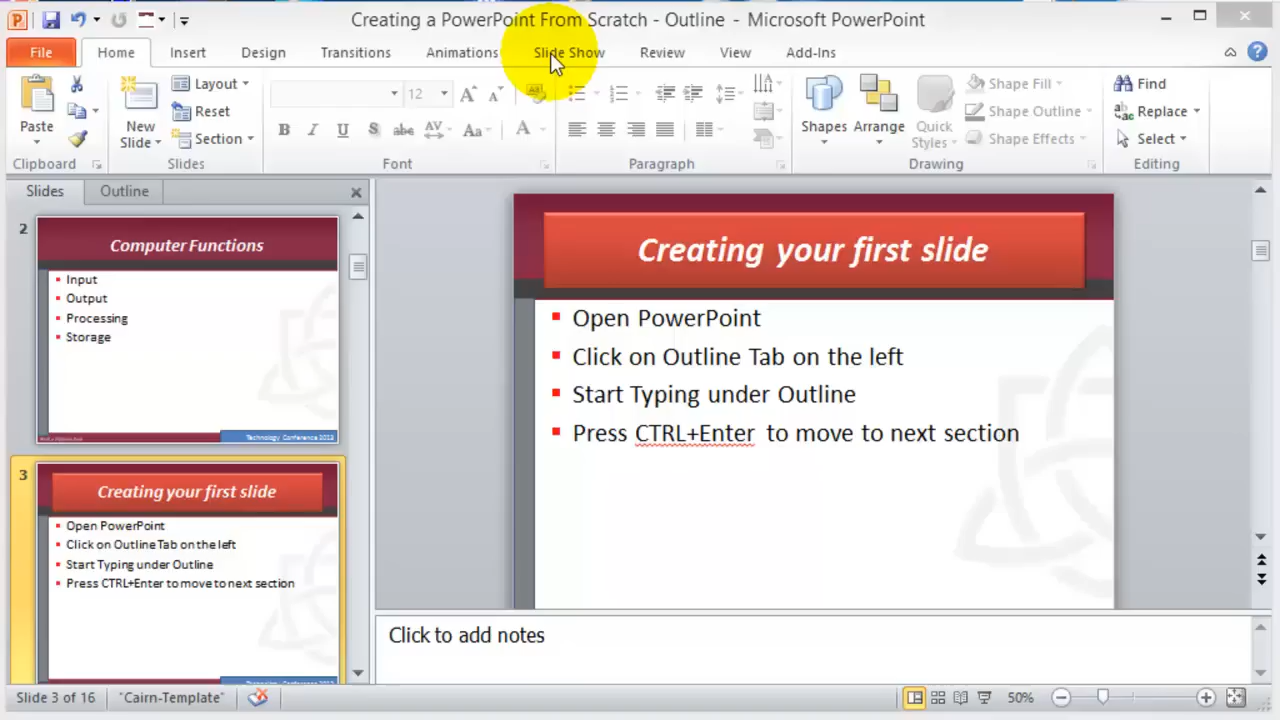 Creating a PowerPoint From Scratch - Outline - Microsoft PowerPoint
File Home Insert Design Transitions Animations Slide Show Review View Add-Ins
Paste
Clipboard
New Slide
Layout
Reset
Section
Slides
12
B I U S abc AV Aa A
Font
Paragraph
Shapes
Arrange
Quick Styles
Shape Fill
Shape Outline
Shape Effects
Drawing
Find
Replace
Select
Editing
Slides Outline
2
Computer Functions
Input
Output
Processing
Storage
Technology Conference 2013
3
Creating your first slide
Open PowerPoint
Click on Outline Tab on the left
Start Typing under Outline
Press CTRL+Enter to move to next section
Creating your first slide
Open PowerPoint
Click on Outline Tab on the left
Start Typing under Outline
Press CTRL+Enter to move to next section
Click to add notes
Slide 3 of 16 "Cairn-Template" 50%